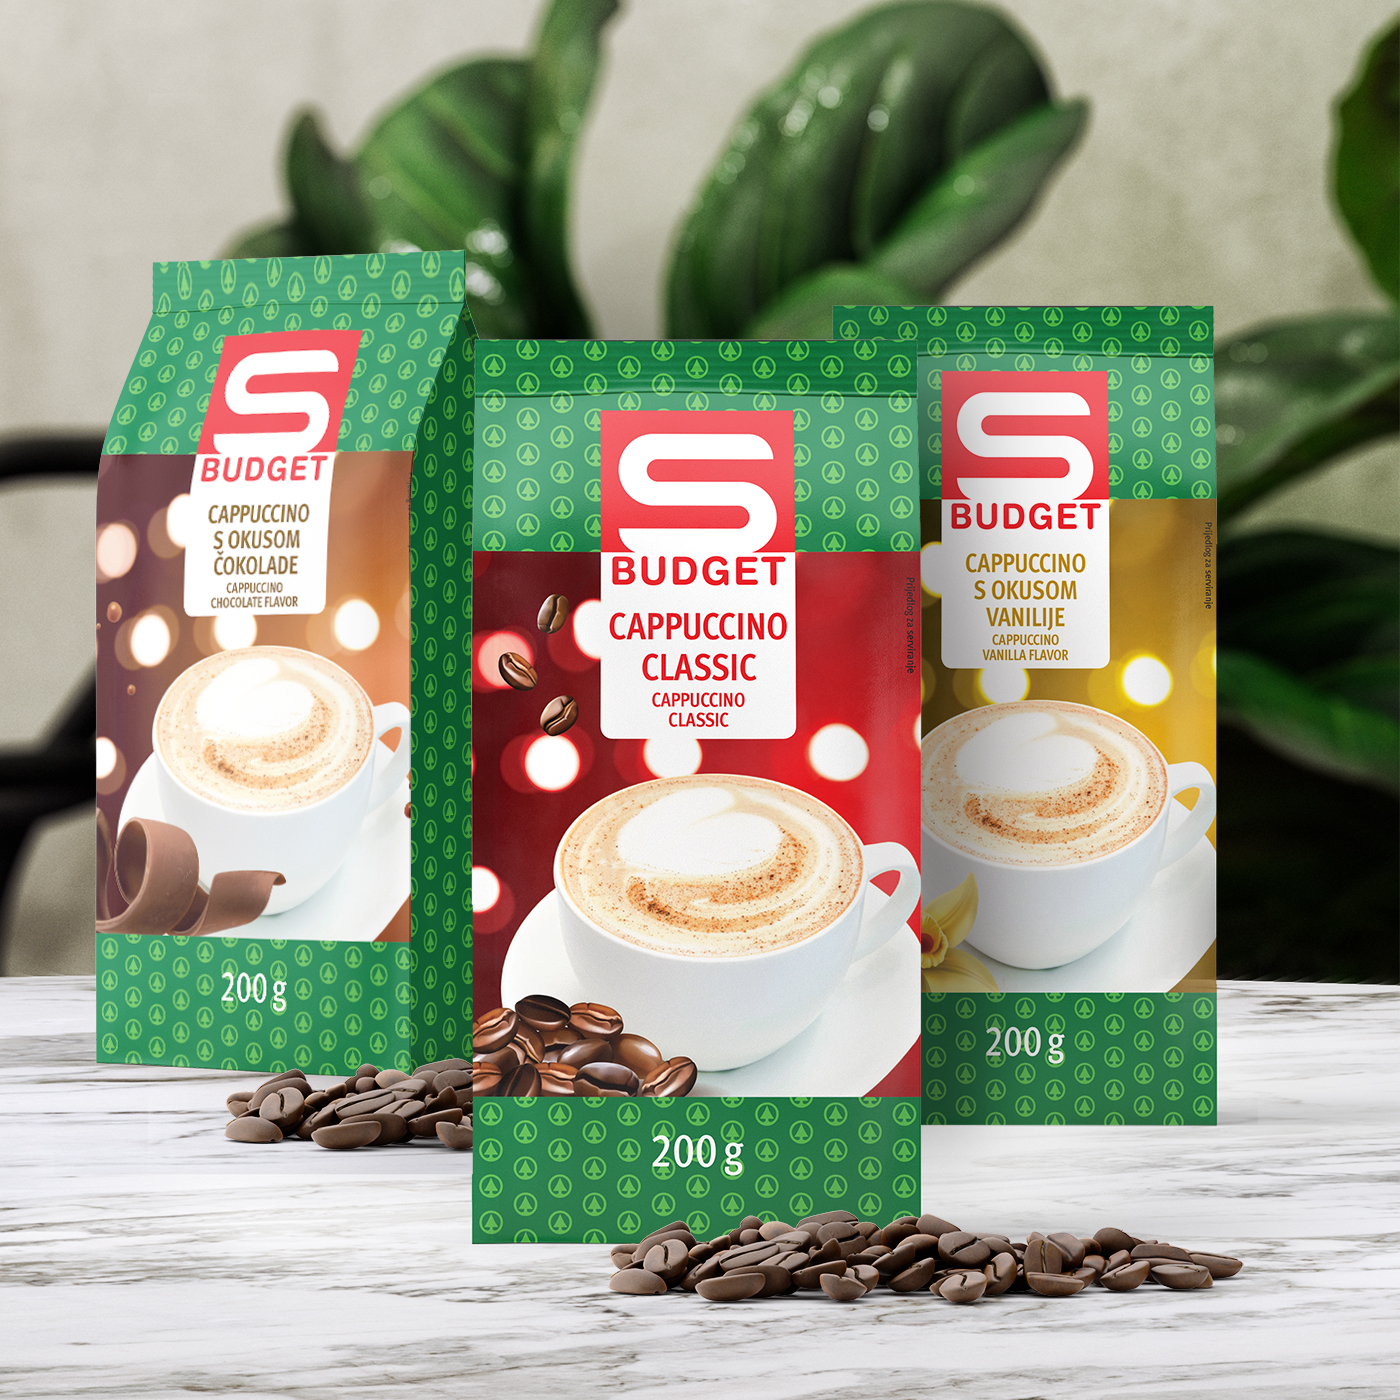 S
BUDGET
CAPPUCCINO
S OKUSOM
ČOKOLADE
CAPPUCCINO
CHOCOLATE FLAVOR
200 g
S
BUDGET
CAPPUCCINO
CLASSIC
CAPPUCCINO
CLASSIC
Prijedlog za serviranje
200 g
S
BUDGET
CAPPUCCINO
S OKUSOM
VANILIJE
CAPPUCCINO
VANILLA FLAVOR
Prijedlog za serviranje
200 g